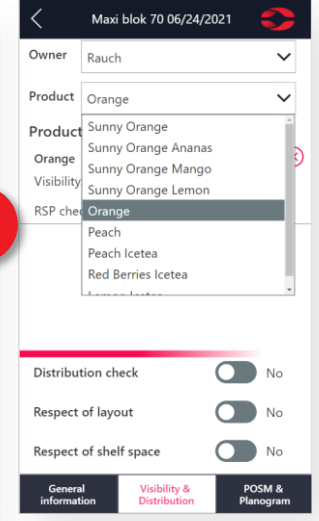 Maxi blok 70 06/24/2021
Owner Rauch
Product Orange
Product
Sunny Orange
Sunny Orange Ananas
Orange
Sunny Orange Mango
Visibility
Sunny Orange Lemon
RSP che
Orange
Peach
Peach Icetea
Red Berries Icetea
Distribution check No
Respect of layout No
Respect of shelf space No
General information
Visibility & Distribution
POSM & Planogram